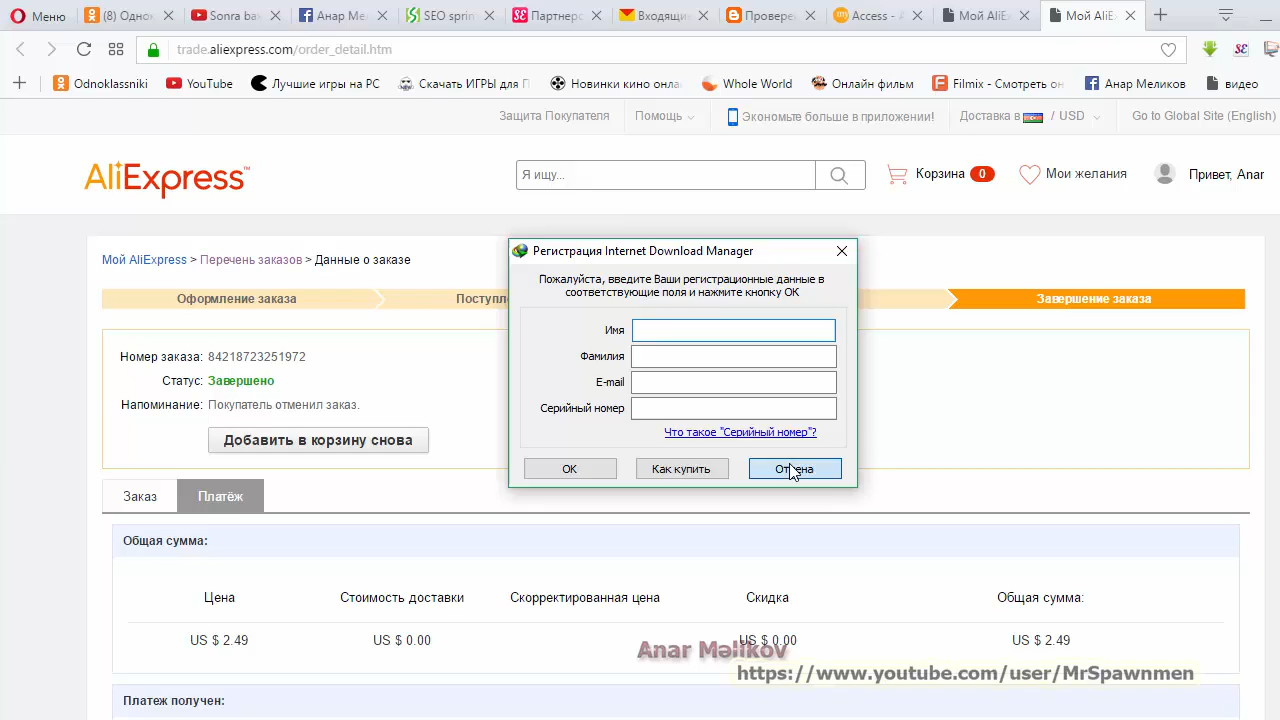 Меню
(8) Однок
Sonra bax
Анар Мел
SEO sprin
Партнерс
Входящи
Проверя
Access - A
Мой AliE
Мой AliE
trade.aliexpress.com/order_detail.htm
Odnoklassniki
YouTube
Лучшие игры на PC
Скачать ИГРЫ для П
Новинки кино онла
Whole World
Онлайн фильм
Filmix - Смотреть он
Анар Меликов
видео
Защита Покупателя
Помощь
Экономьте больше в приложении!
Доставка в / USD
Go to Global Site (English)
AliExpress™
Я ищу...
Корзина 0
Мои желания
Привет, Anar
Мой AliExpress > Перечень заказов > Данные о заказе
Оформление заказа
Поступл
Завершение заказа
Номер заказа: 84218723251972
Статус: Завершено
Напоминание: Покупатель отменил заказ.
Добавить в корзину снова
Регистрация Internet Download Manager
Пожалуйста, введите Ваши регистрационные данные в
соответствующие поля и нажмите кнопку ОК
Имя
Фамилия
E-mail
Серийный номер
Что такое "Серийный номер"?
ОК
Как купить
Отмена
Заказ
Платёж
Общая сумма:
Цена
Стоимость доставки
Скорректированная цена
Скидка
Общая сумма:
US $ 2.49
US $ 0.00
US $ 0.00
US $ 2.49
Anar Məlikov
https://www.youtube.com/user/MrSpawnmen
Платеж получен: